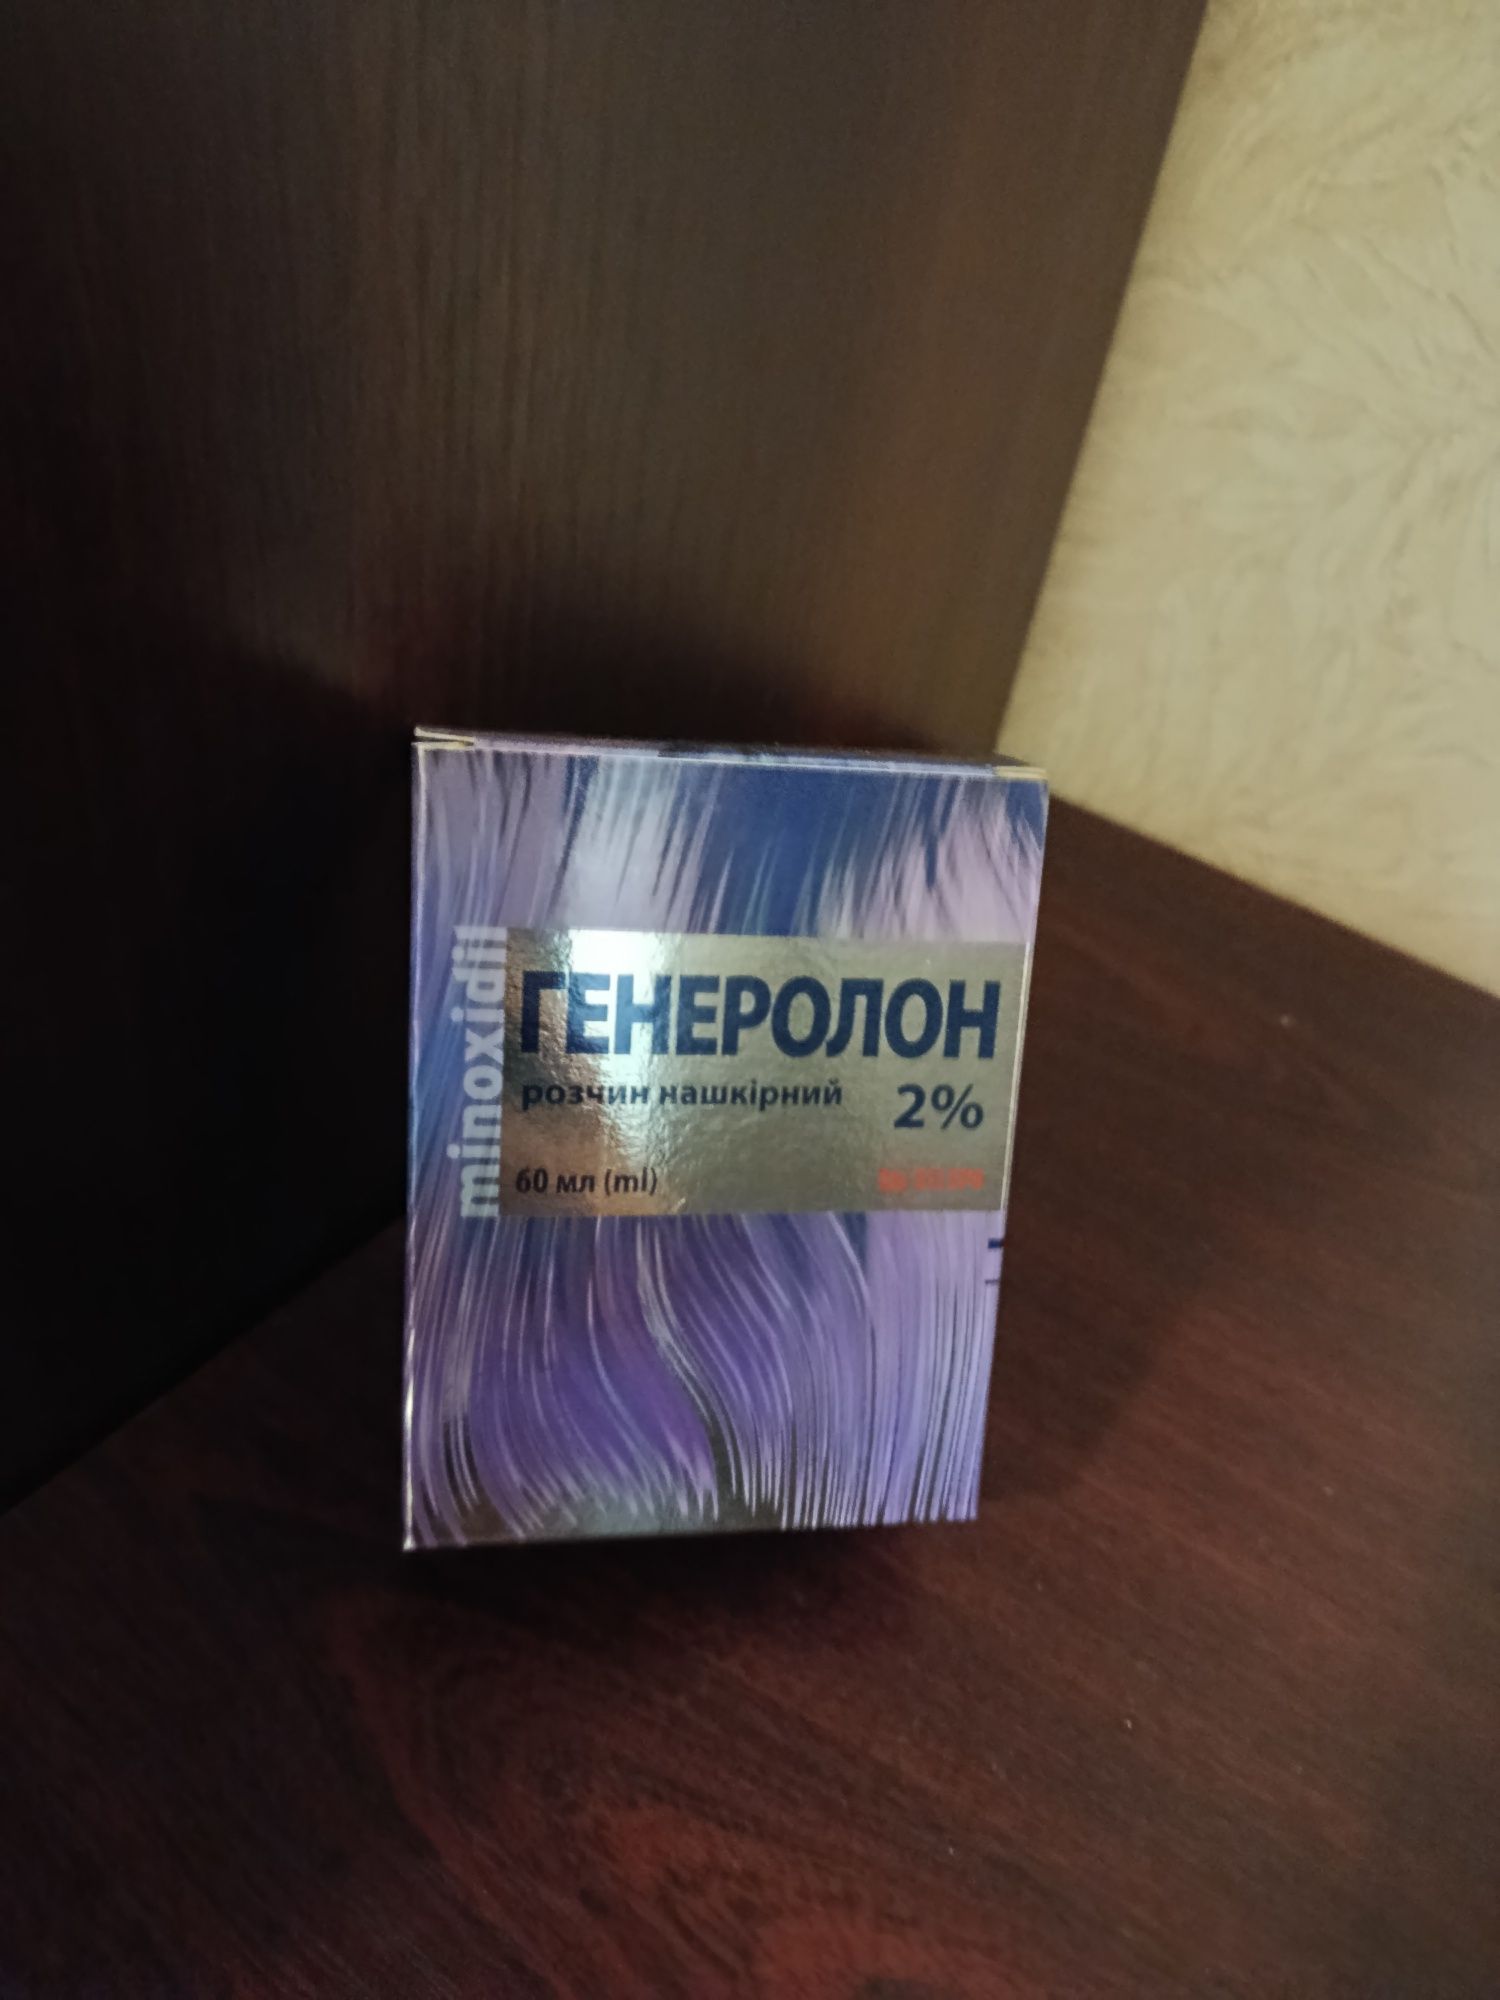 minoxidil
ГЕНЕРОЛОН
розчин нашкірний 2%
60 мл (ml)